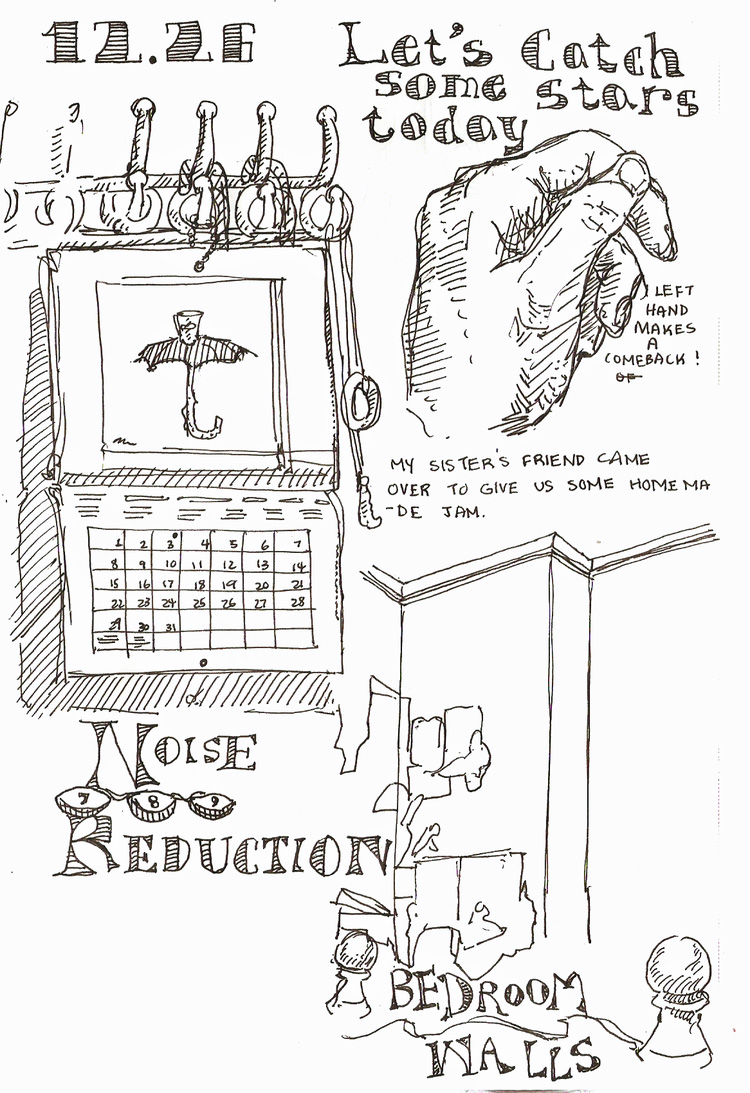 12.26
Let's Catch
some stars
today
3
LEFT
HAND
MAKES
A
COMEBACK!
MY SISTER'S FRIEND CAME
OVER TO GIVE US SOME HOMEMA
-DE JAM.
1 2 3 4 5 6 7
8 9 10 11 12 13 14
15 16 17 18 19 20 21
22 23 24 25 26 27 28
29 30 31
NOISE
7 8 9
REDUCTION
BEDROOM
WALLS